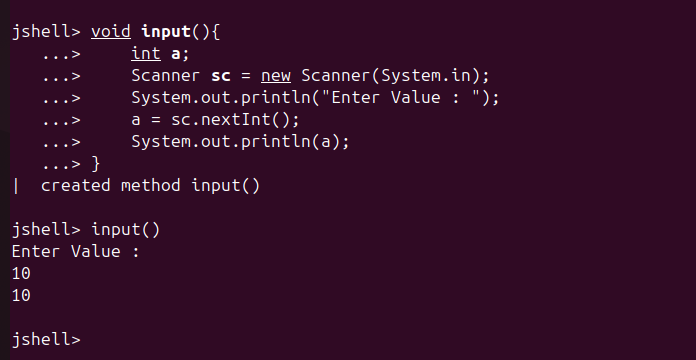 jshell> void input(){
   ...>     int a;
   ...>     Scanner sc = new Scanner(System.in);
   ...>     System.out.println("Enter Value : ");
   ...>     a = sc.nextInt();
   ...>     System.out.println(a);
   ...> }
|  created method input()

jshell> input()
Enter Value :
10
10

jshell>